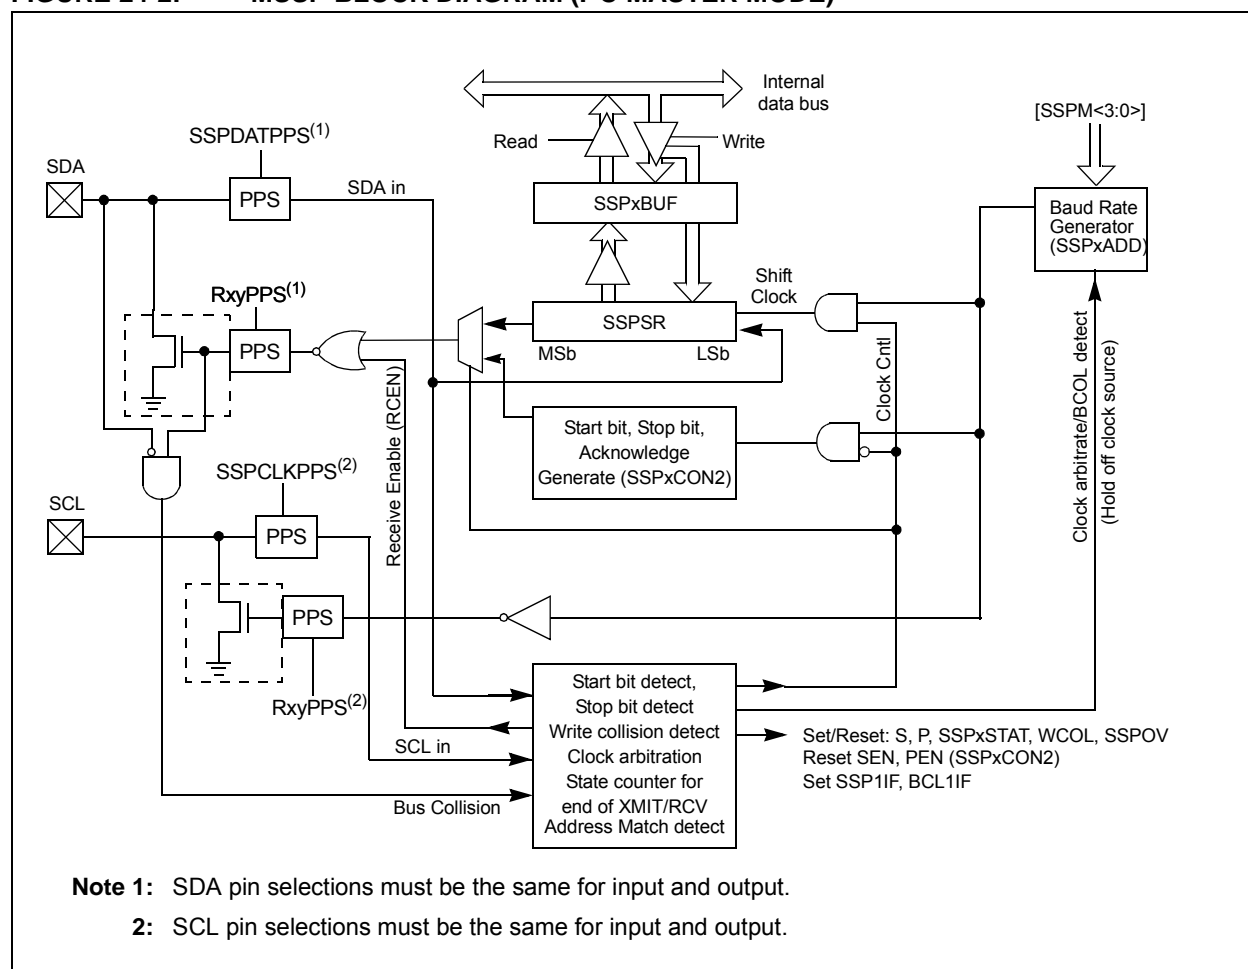 Internal
data bus
[SSPM<3:0>]
SSPDATPPS(1)
Read
Write
SDA
SDA in
PPS
SSPxBUF
Baud Rate
Generator
(SSPxADD)
RxyPPS(1)
Shift
Clock
PPS
SSPSR
MSb
LSb
Clock Cntl
Receive Enable (RCEN)
Clock arbitrate/BCOL detect
(Hold off clock source)
Start bit, Stop bit,
Acknowledge
Generate (SSPxCON2)
SSPCLKPPS(2)
SCL
PPS
PPS
RxyPPS(2)
SCL in
Bus Collision
Start bit detect,
Stop bit detect
Write collision detect
Clock arbitration
State counter for
end of XMIT/RCV
Address Match detect
Set/Reset: S, P, SSPxSTAT, WCOL, SSPOV
Reset SEN, PEN (SSPxCON2)
Set SSP1IF, BCL1IF
Note 1: SDA pin selections must be the same for input and output.
2: SCL pin selections must be the same for input and output.